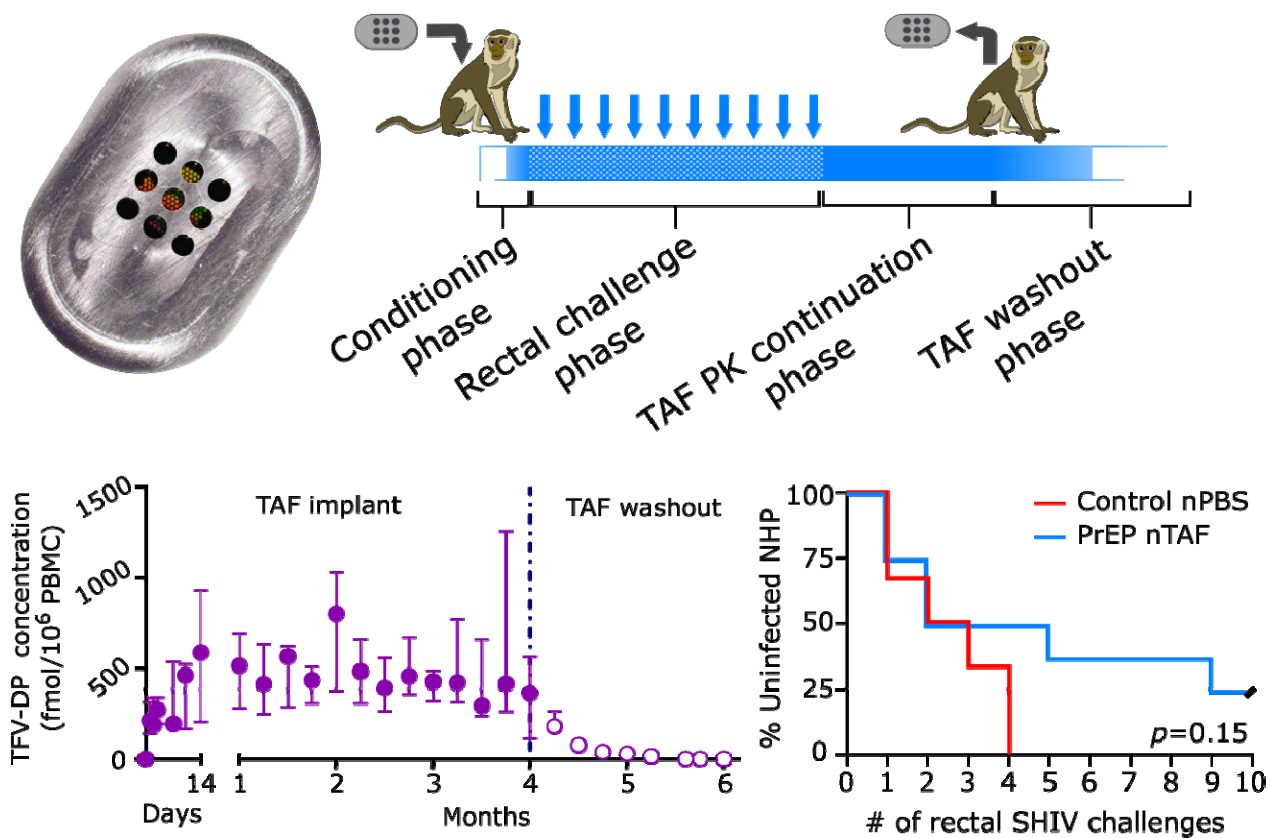 Conditioning
phase
Rectal challenge
phase
TAF PK continuation
phase
TAF washout
phase
TFV-DP concentration
(fmol/10⁶ PBMC)
1500
1000
500
0
TAF implant
TAF washout
14
1
2
3
4
5
6
Days
Months
% Uninfected NHP
100
75
50
25
0
Control nPBS
PrEP nTAF
p=0.15
0
1
2
3
4
5
6
7
8
9
10
# of rectal SHIV challenges